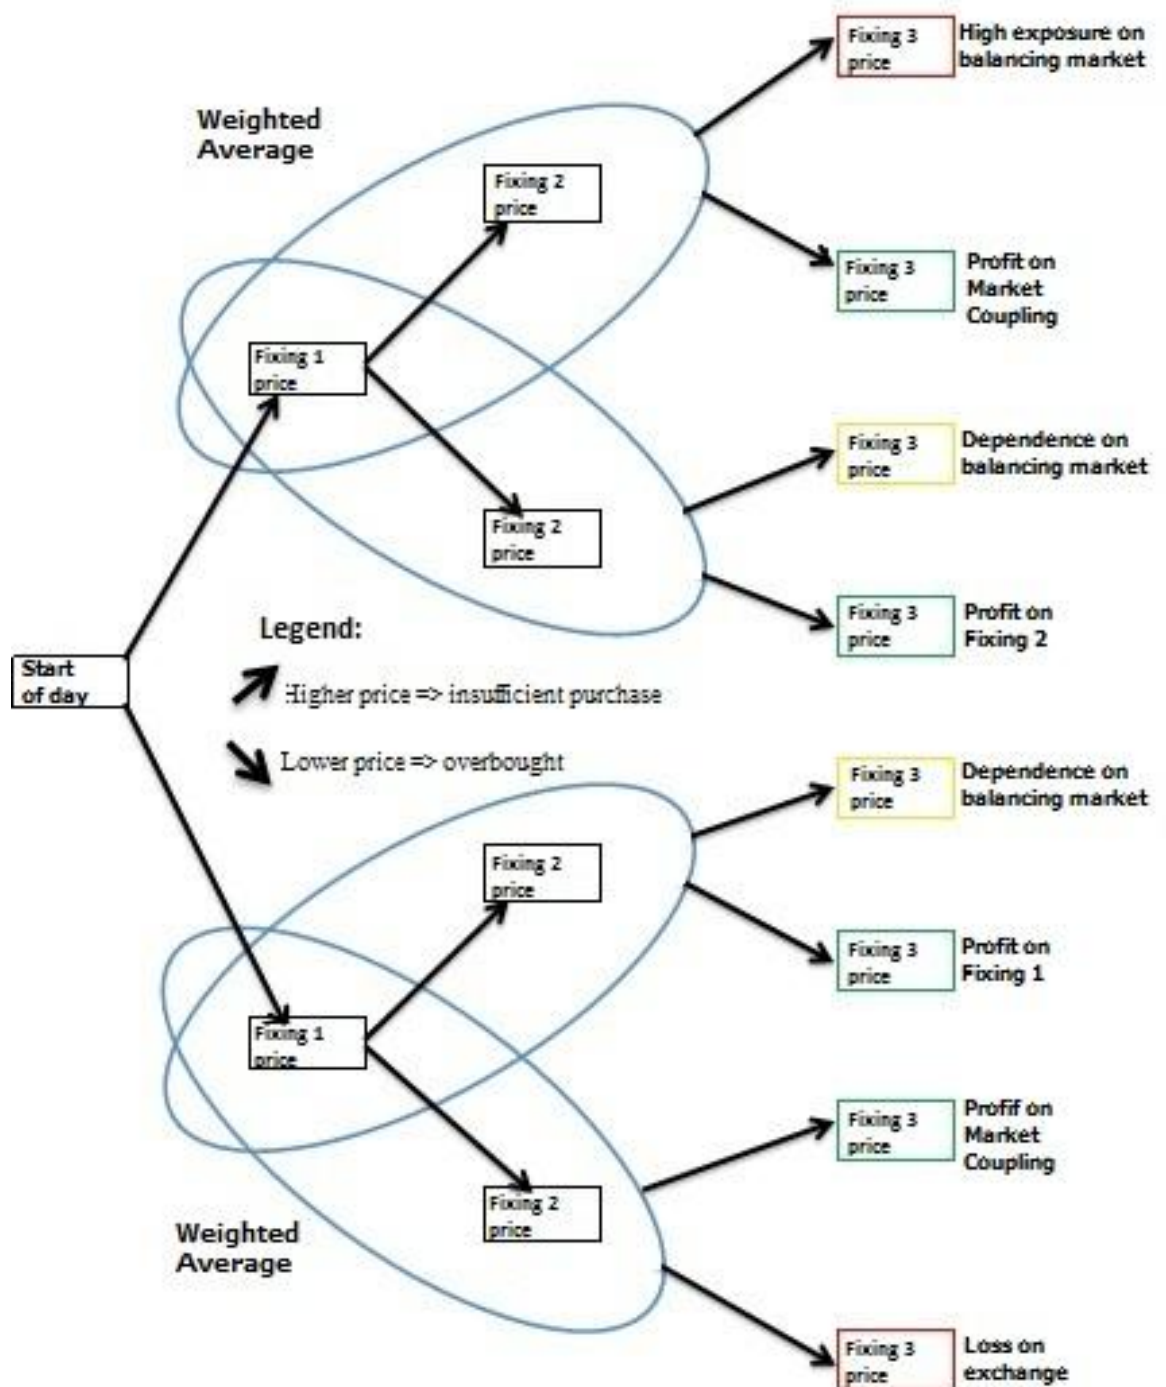 Fixing 3
price
High exposure on
balancing market
Weighted
Average
Fixing 2
price
Fixing 3
price
Profit on
Market
Coupling
Fixing 1
price
Fixing 3
price
Dependence on
balancing market
Fixing 2
price
Fixing 3
price
Profit on
Fixing 2
Legend:
Start
of day
Higher price => insufficient purchase
Lower price => overbought
Fixing 3
price
Dependence on
balancing market
Fixing 2
price
Fixing 3
price
Profit on
Fixing 1
Fixing 1
price
Fixing 3
price
Profif on
Market
Coupling
Fixing 2
price
Weighted
Average
Fixing 3
price
Loss on
exchange